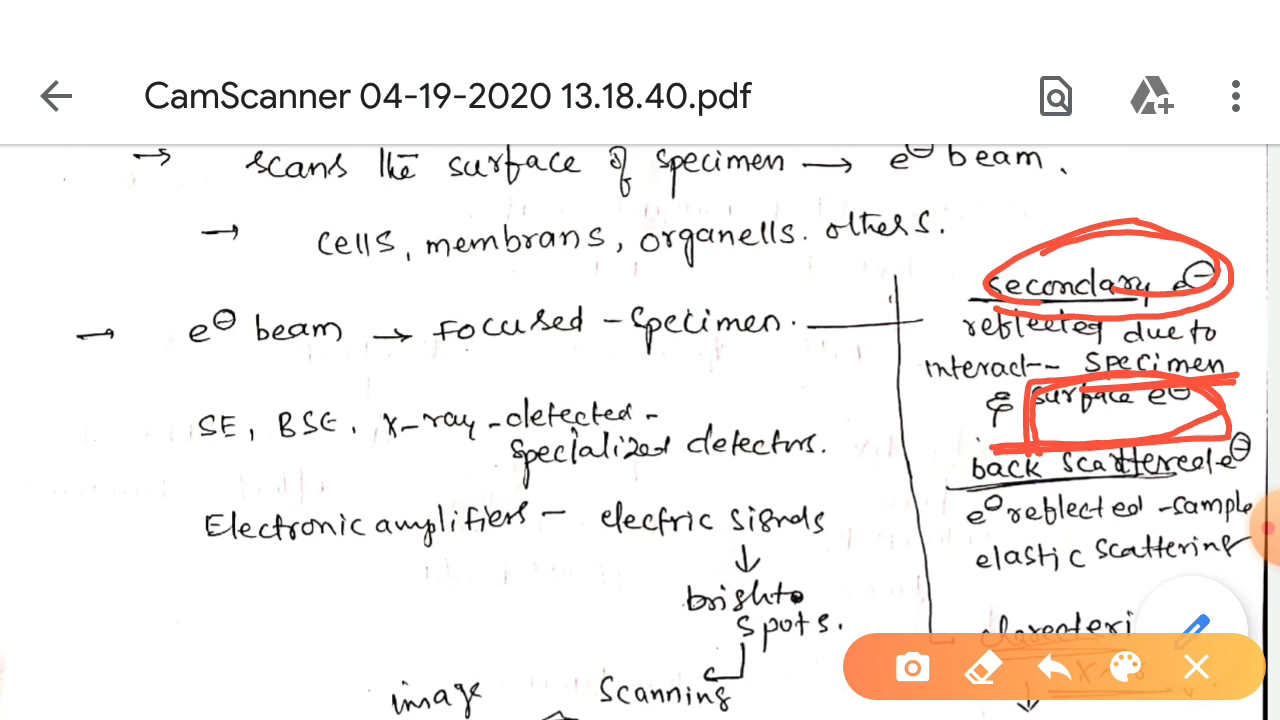 CamScanner 04-19-2020 13.18.40.pdf
→ scans the surface of specimen → e⊖ beam.
→ cells, membrans, organells. others.
→ e⊖ beam → Focused - Specimen.
SE, BSE, X-ray - detected -
specialized detectors.
Electronic amplifiers - electric signals
↓
bright
spots.
image scanning
secondary e⊖
reflected due to
interact-- specimen
& surface e⊖
back scattered e⊖
e⊖ reflected - sample
elastic scattering